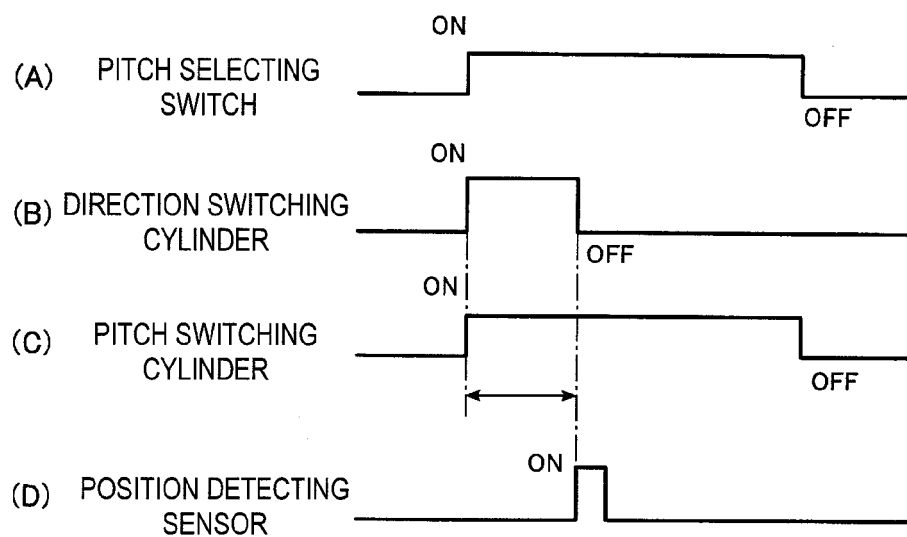 ON
(A) PITCH SELECTING
SWITCH
OFF
ON
(B) DIRECTION SWITCHING
CYLINDER
OFF
ON
(C) PITCH SWITCHING
CYLINDER
OFF
ON
(D) POSITION DETECTING
SENSOR